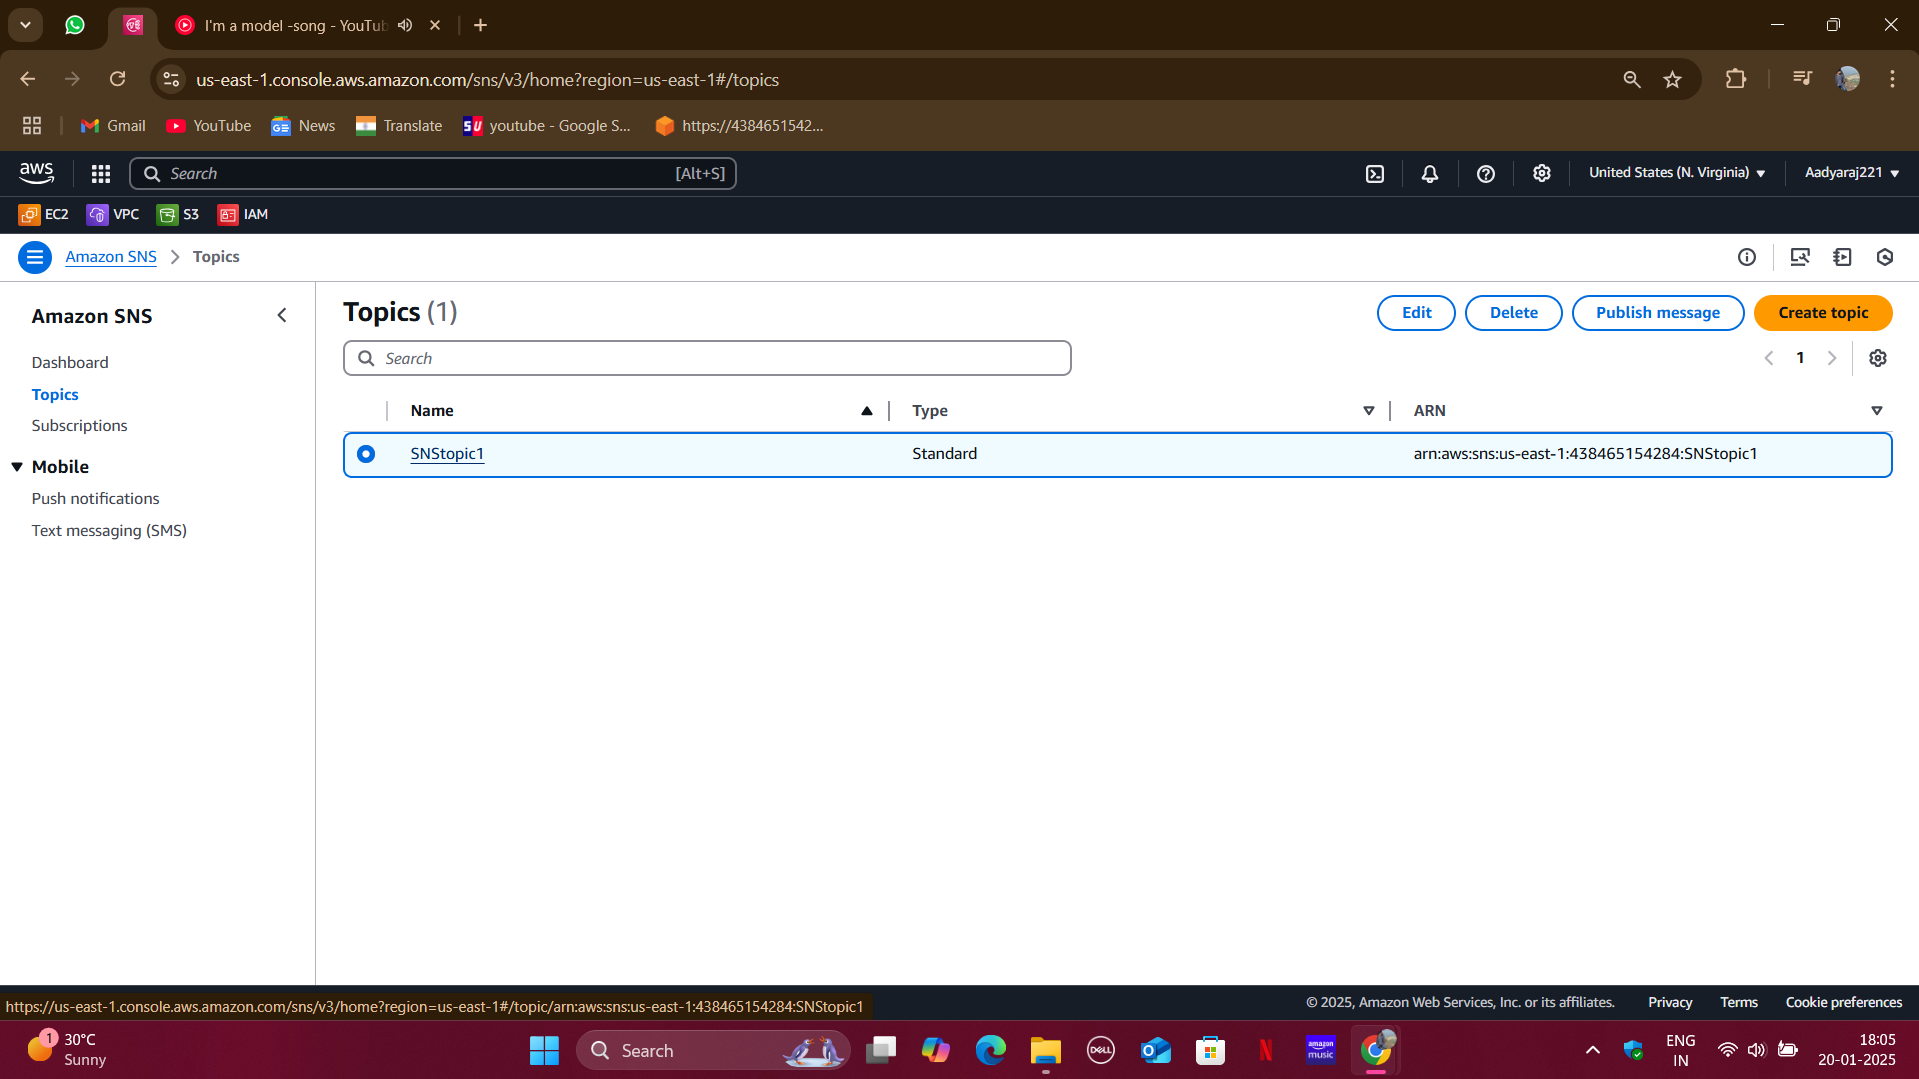 I'm a model -song - YouTub
us-east-1.console.aws.amazon.com/sns/v3/home?region=us-east-1#/topics
Gmail
YouTube
News
Translate
youtube - Google S...
https://4384651542...
aws
Search
[Alt+S]
United States (N. Virginia)
Aadyaraj221
EC2
VPC
S3
IAM
Amazon SNS
Topics
Amazon SNS
Dashboard
Topics
Subscriptions
Mobile
Push notifications
Text messaging (SMS)
Topics (1)
Edit
Delete
Publish message
Create topic
Search
1
Name
Type
ARN
SNStopic1
Standard
arn:aws:sns:us-east-1:438465154284:SNStopic1
https://us-east-1.console.aws.amazon.com/sns/v3/home?region=us-east-1#/topic/arn:aws:sns:us-east-1:438465154284:SNStopic1
© 2025, Amazon Web Services, Inc. or its affiliates.
Privacy
Terms
Cookie preferences
1
30°C
Sunny
Search
DELL
amazon
music
ENG
IN
18:05
20-01-2025